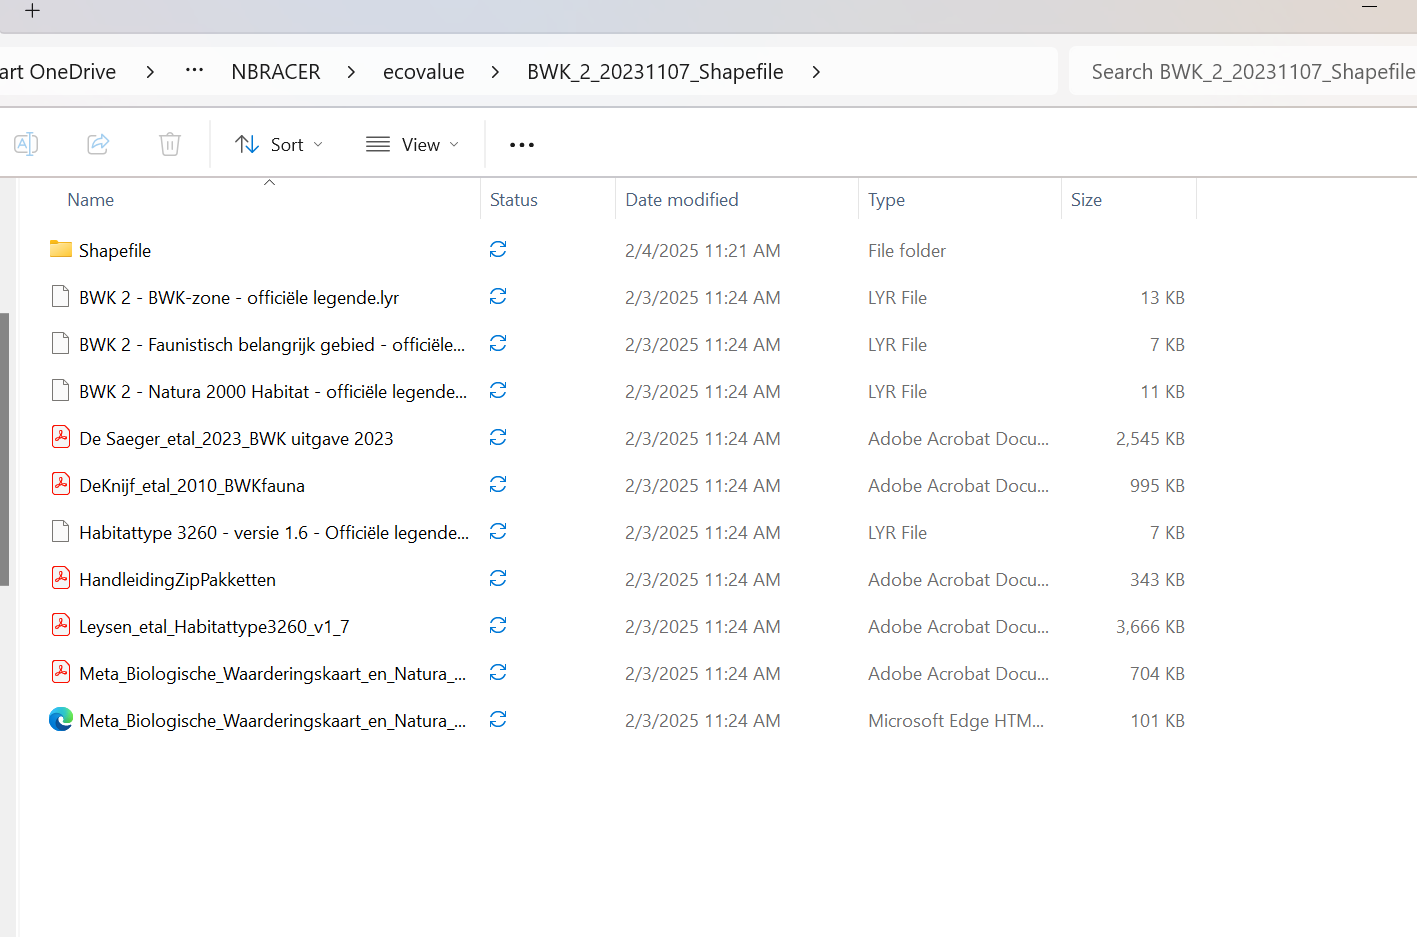 art OneDrive > ··· NBRACER > ecovalue > BWK_2_20231107_Shapefile > Search BWK_2_20231107_Shapefile
Sort View ···
Name Status Date modified Type Size
Shapefile 2/4/2025 11:21 AM File folder
BWK 2 - BWK-zone - officiële legende.lyr 2/3/2025 11:24 AM LYR File 13 KB
BWK 2 - Faunistisch belangrijk gebied - officiële... 2/3/2025 11:24 AM LYR File 7 KB
BWK 2 - Natura 2000 Habitat - officiële legende... 2/3/2025 11:24 AM LYR File 11 KB
De Saeger_etal_2023_BWK uitgave 2023 2/3/2025 11:24 AM Adobe Acrobat Docu... 2,545 KB
DeKnijf_etal_2010_BWKfauna 2/3/2025 11:24 AM Adobe Acrobat Docu... 995 KB
Habitattype 3260 - versie 1.6 - Officiële legende... 2/3/2025 11:24 AM LYR File 7 KB
HandleidingZipPakketten 2/3/2025 11:24 AM Adobe Acrobat Docu... 343 KB
Leysen_etal_Habitattype3260_v1_7 2/3/2025 11:24 AM Adobe Acrobat Docu... 3,666 KB
Meta_Biologische_Waarderingskaart_en_Natura_... 2/3/2025 11:24 AM Adobe Acrobat Docu... 704 KB
Meta_Biologische_Waarderingskaart_en_Natura_... 2/3/2025 11:24 AM Microsoft Edge HTM... 101 KB